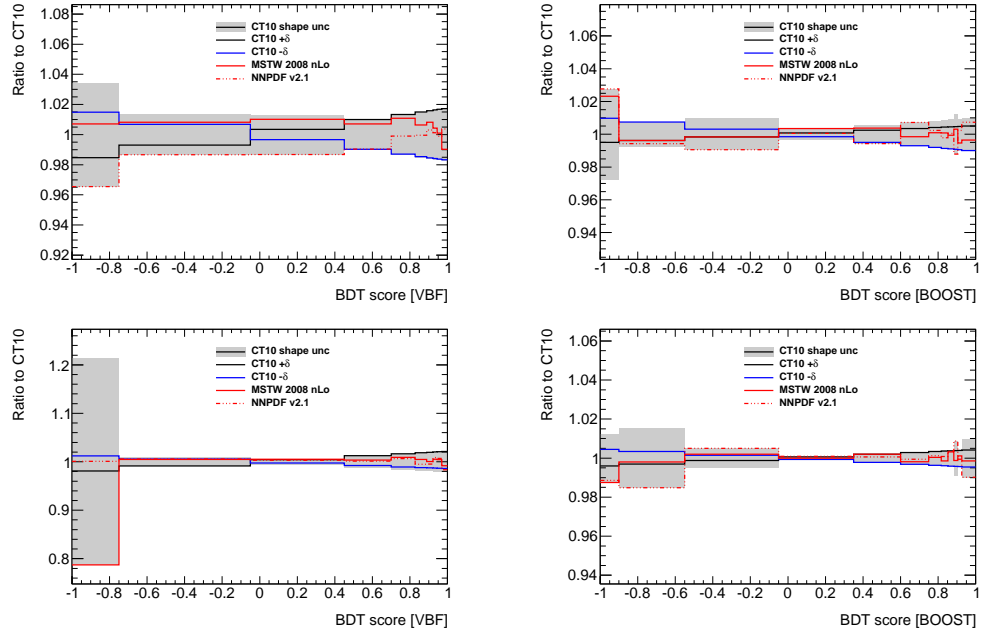 Ratio to CT10
1.08
1.06
1.04
1.02
1
0.98
0.96
0.94
0.92
CT10 shape unc
CT10 +δ
CT10 -δ
MSTW 2008 nLo
NNPDF v2.1
-1 -0.8 -0.6 -0.4 -0.2 0 0.2 0.4 0.6 0.8 1
BDT score [VBF]
Ratio to CT10
1.06
1.04
1.02
1
0.98
0.96
0.94
CT10 shape unc
CT10 +δ
CT10 -δ
MSTW 2008 nLo
NNPDF v2.1
-1 -0.8 -0.6 -0.4 -0.2 0 0.2 0.4 0.6 0.8 1
BDT score [BOOST]
Ratio to CT10
1.2
1.1
1
0.9
0.8
CT10 shape unc
CT10 +δ
CT10 -δ
MSTW 2008 nLo
NNPDF v2.1
-1 -0.8 -0.6 -0.4 -0.2 0 0.2 0.4 0.6 0.8 1
BDT score [VBF]
Ratio to CT10
1.06
1.04
1.02
1
0.98
0.96
0.94
CT10 shape unc
CT10 +δ
CT10 -δ
MSTW 2008 nLo
NNPDF v2.1
-1 -0.8 -0.6 -0.4 -0.2 0 0.2 0.4 0.6 0.8 1
BDT score [BOOST]